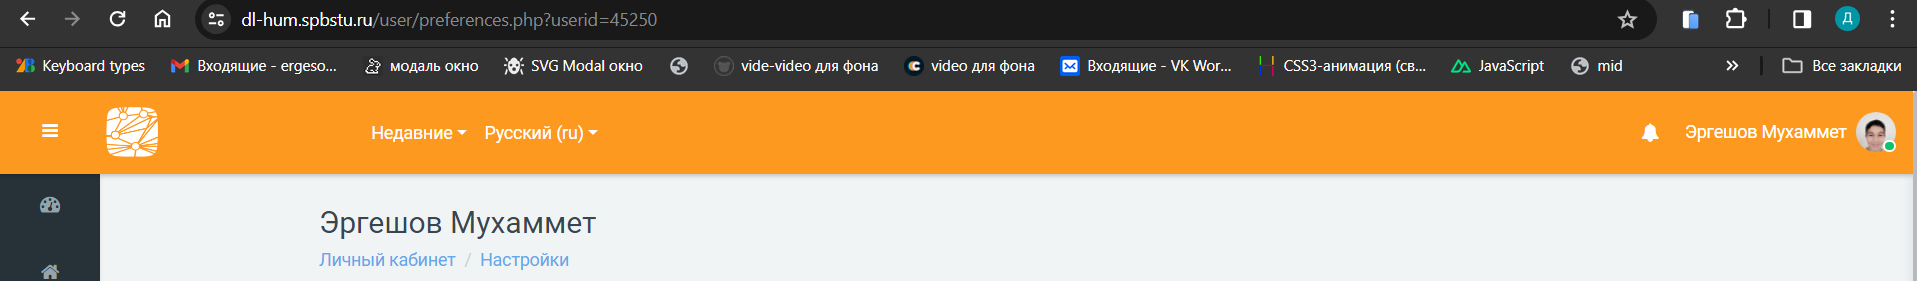 dl-hum.spbstu.ru/user/preferences.php?userid=45250
Д
Keyboard types Входящие - ergeso... модаль окно SVG Modal окно vide-video для фона video для фона Входящие - VK Wor... CSS3-анимация (св... JavaScript mid » Все закладки
Недавние Русский (ru) Эргешов Мухаммет
Эргешов Мухаммет
Личный кабинет / Настройки